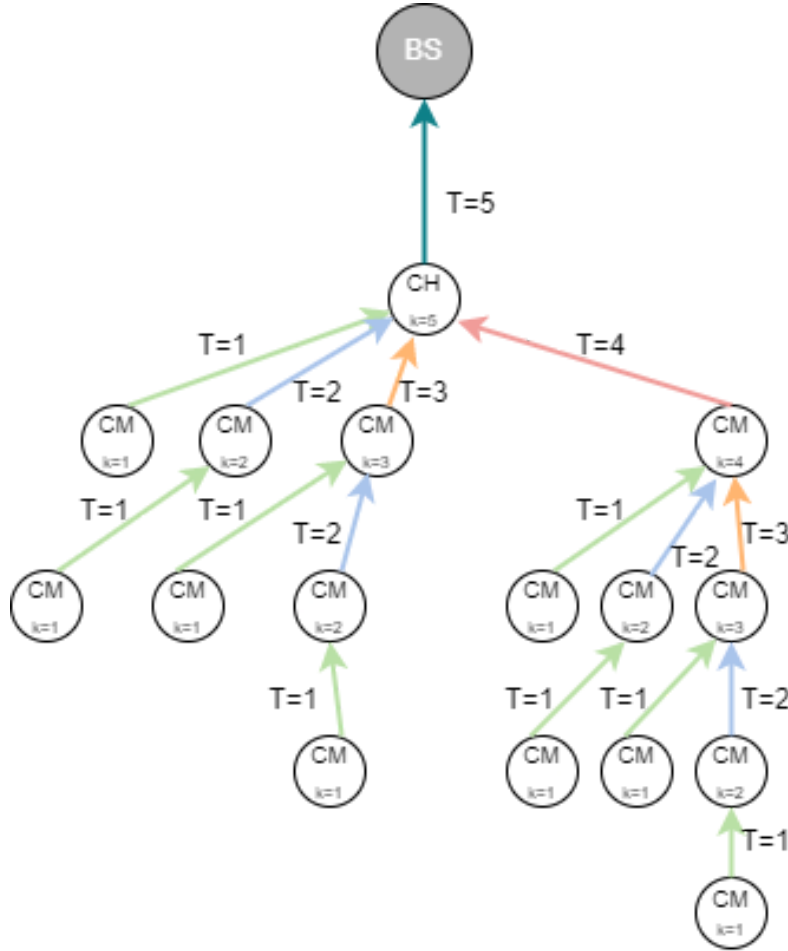 BS
T=5
CH
k=5
T=1
T=2
T=3
T=4
CM
k=1
CM
k=2
CM
k=3
CM
k=4
T=1
T=1
T=2
T=1
T=2
T=3
CM
k=1
CM
k=1
CM
k=2
CM
k=1
CM
k=2
CM
k=3
T=1
T=1
T=1
T=2
CM
k=1
CM
k=1
CM
k=1
CM
k=2
T=1
CM
k=1